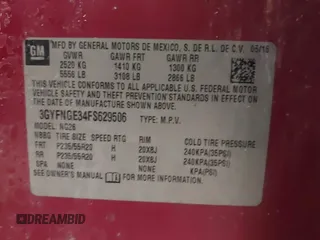 GM
MFD BY GENERAL MOTORS DE MEXICO, S. DE R.L. DE C.V. 05/15
GVWR GAWR FRT GAWR RR
2520 KG 1410 KG 1300 KG
5556 LB 3108 LB 2866 LB
THIS VEHICLE CONFORMS TO ALL APPLICABLE U.S. FEDERAL MOTOR
VEHICLE SAFETY AND THEFT PREVENTION STANDARDS IN EFFECT ON
THE DATE OF MANUFACTURE SHOWN ABOVE.
3GYFNGE34FS629506 TYPE: M.P.V.
MODEL: NG26
TIRE SIZE SPEED RTG RIM COLD TIRE PRESSURE
FRT P235/55R20 H 20X8J 240KPA(35PSI)
RR P235/55R20 H 20X8J 240KPA(35PSI)
NONE NONE NONE KPA(PSI)
SEE OWNER'S MANUAL FOR ADDITIONAL INFORMATION
DREAMBID